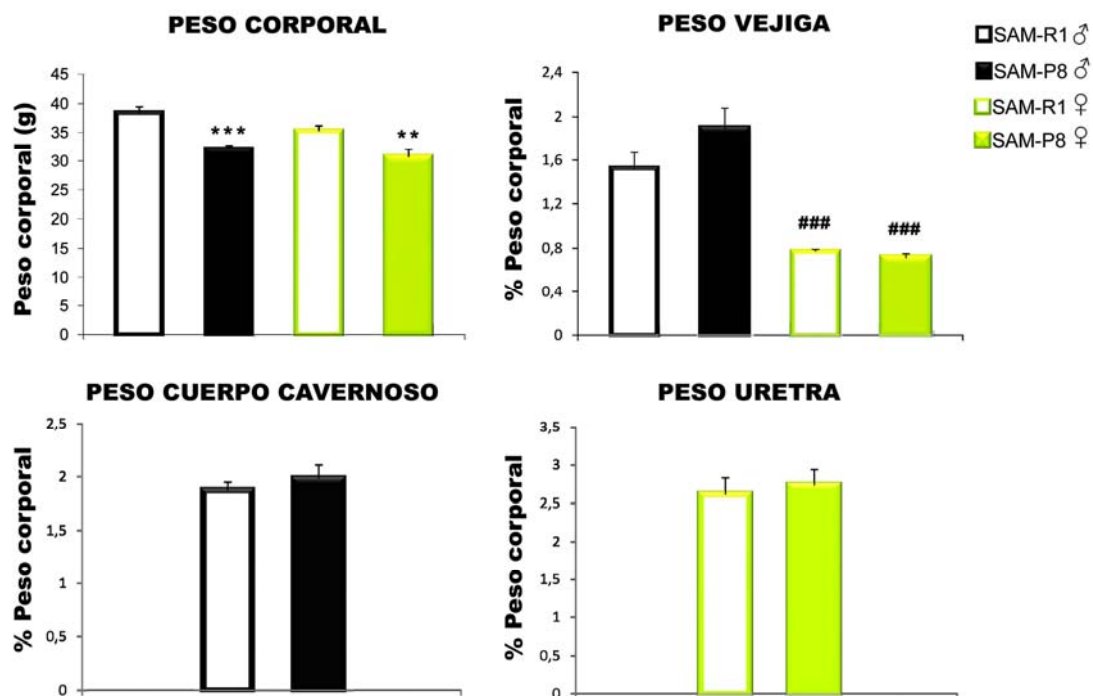 PESO CORPORAL
Peso corporal (g)
45
40
35
30
25
20
15
10
5
0
***
**
PESO VEJIGA
% Peso corporal
2,4
2
1,6
1,2
0,8
0,4
0
###
###
SAM-R1 ♂
SAM-P8 ♂
SAM-R1 ♀
SAM-P8 ♀
PESO CUERPO CAVERNOSO
% Peso corporal
2,5
2
1,5
1
0,5
0
PESO URETRA
% Peso corporal
3,5
3
2,5
2
1,5
1
0,5
0